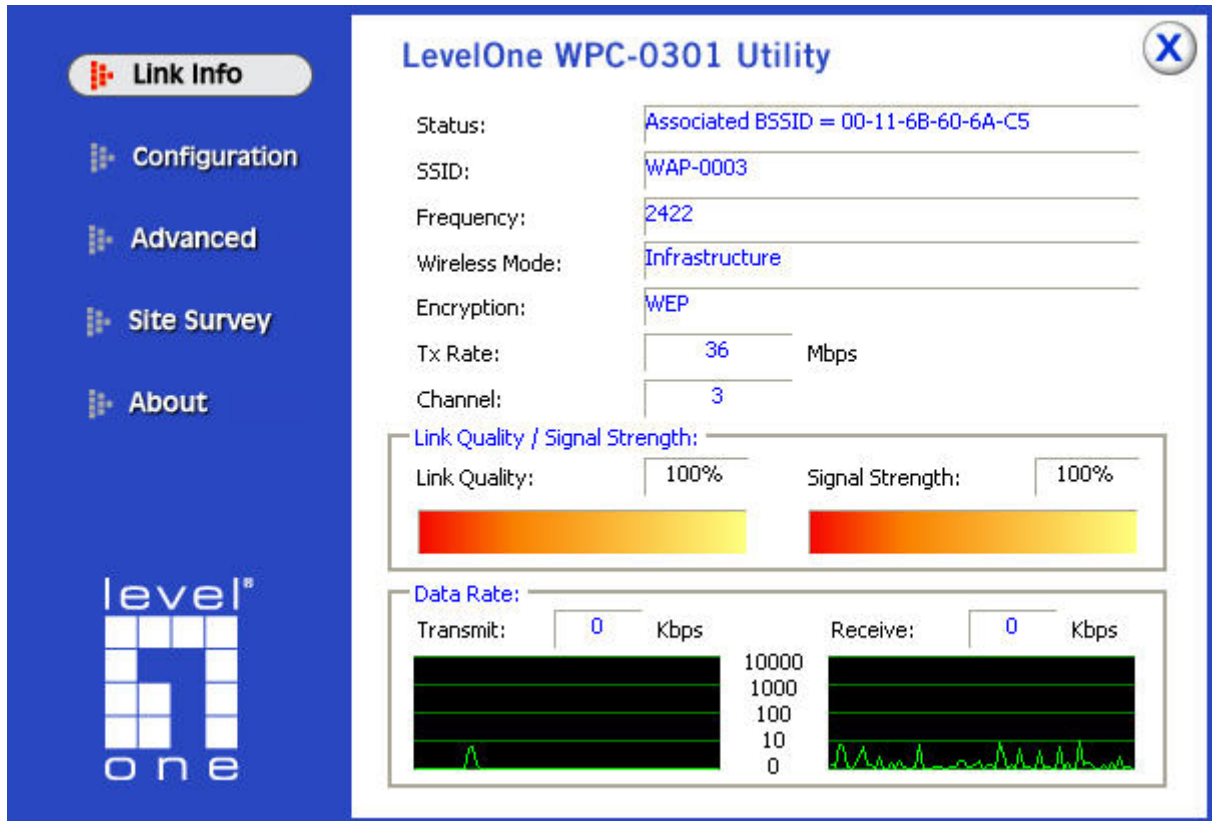 Link Info
Configuration
Advanced
Site Survey
About
level®
one
LevelOne WPC-0301 Utility
X
Status: Associated BSSID = 00-11-6B-60-6A-C5
SSID: WAP-0003
Frequency: 2422
Wireless Mode: Infrastructure
Encryption: WEP
Tx Rate: 36 Mbps
Channel: 3
Link Quality / Signal Strength:
Link Quality: 100% Signal Strength: 100%
Data Rate:
Transmit: 0 Kbps Receive: 0 Kbps
10000
1000
100
10
0